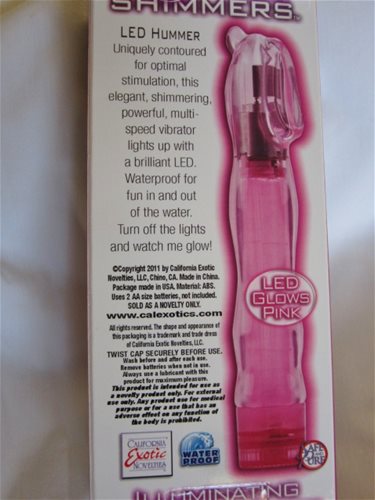 SHIMMERS™
LED HUMMER
Uniquely contoured
for optimal
stimulation, this
elegant, shimmering,
powerful, multi-
speed vibrator
lights up with
a brilliant LED.
Waterproof for
fun in and out
of the water.
Turn off the lights
and watch me glow!
©Copyright 2011 by California Exotic
Novelties, LLC, Chino, CA. Made in China.
Package made in USA. Material: ABS.
Uses 2 AA size batteries, not included.
SOLD AS A NOVELTY ONLY.
www.calexotics.com
All rights reserved. The shape and appearance of
this packaging is a trademark and trade dress
of California Exotic Novelties, LLC.
TWIST CAP SECURELY BEFORE USE.
Wash before and after each use.
Remove batteries when not in use.
Always use a lubricant with this
product for maximum pleasure.
This product is intended for use as
a novelty product only. For external
use only. Any product use for medical
purpose or for a use that has an
adverse effect on any function of
the body is prohibited.
LED
GLOWS
PINK
CALIFORNIA
Exotic
NOVELTIES
WATER
PROOF
SAFE
PURE
ILLUMINATING